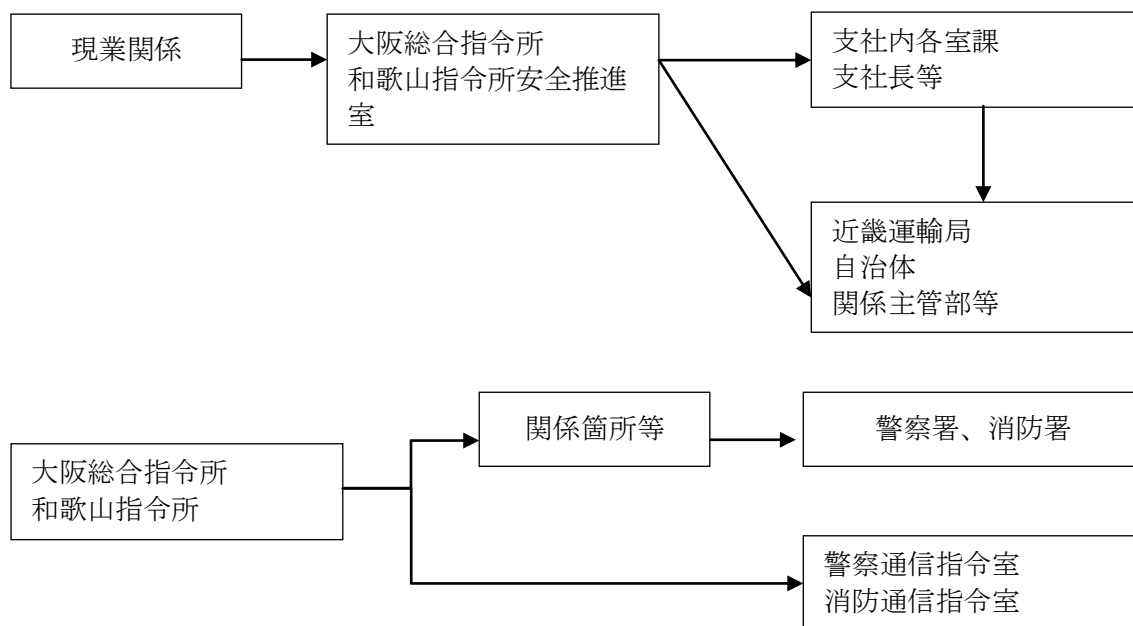 現業関係
大阪総合指令所
和歌山指令所安全推進
室
支社内各室課
支社長等
近畿運輸局
自治体
関係主管部等
関係箇所等
警察署、消防署
大阪総合指令所
和歌山指令所
警察通信指令室
消防通信指令室